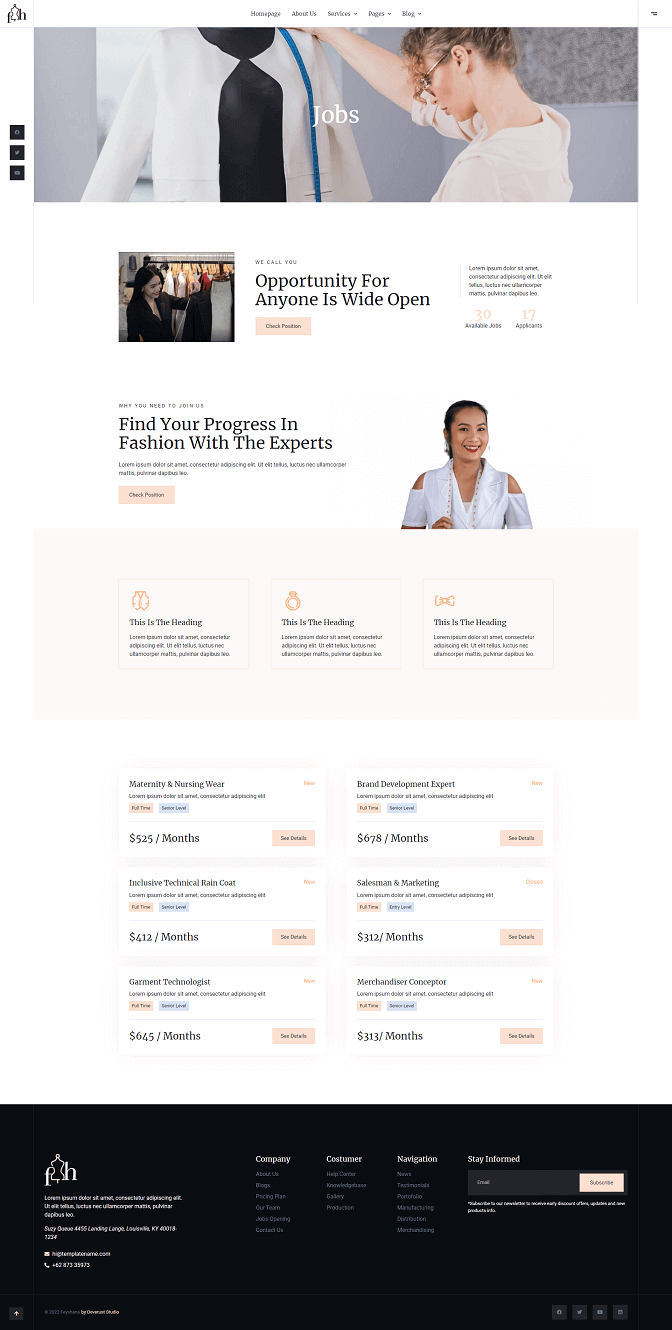 fsh
Homepage About Us Services Pages Blog
Jobs
WE CALL YOU
Opportunity For
Anyone Is Wide Open
Check Position
Lorem ipsum dolor sit amet,
consectetur adipiscing elit. Ut elit
tellus, luctus nec ullamcorper
mattis, pulvinar dapibus leo.
30 17
Available Jobs Applicants
WHY YOU NEED TO JOIN US
Find Your Progress In
Fashion With The Experts
Lorem ipsum dolor sit amet, consectetur adipiscing elit. Ut elit tellus, luctus nec ullamcorper
mattis, pulvinar dapibus leo.
Check Position
This Is The Heading
Lorem ipsum dolor sit amet, consectetur
adipiscing elit. Ut elit tellus, luctus nec
ullamcorper mattis, pulvinar dapibus leo.
This Is The Heading
Lorem ipsum dolor sit amet, consectetur
adipiscing elit. Ut elit tellus, luctus nec
ullamcorper mattis, pulvinar dapibus leo.
This Is The Heading
Lorem ipsum dolor sit amet, consectetur
adipiscing elit. Ut elit tellus, luctus nec
ullamcorper mattis, pulvinar dapibus leo.
Maternity & Nursing Wear New
Lorem ipsum dolor sit amet, consectetur adipiscing elit
Full Time Senior Level
$525 / Months See Details
Brand Development Expert New
Lorem ipsum dolor sit amet, consectetur adipiscing elit
Full Time Senior Level
$678 / Months See Details
Inclusive Technical Rain Coat New
Lorem ipsum dolor sit amet, consectetur adipiscing elit
Full Time Senior Level
$412 / Months See Details
Salesman & Marketing Closed
Lorem ipsum dolor sit amet, consectetur adipiscing elit
Full Time Entry Level
$312/ Months See Details
Garment Technologist New
Lorem ipsum dolor sit amet, consectetur adipiscing elit
Full Time Senior Level
$645 / Months See Details
Merchandiser Conceptor New
Lorem ipsum dolor sit amet, consectetur adipiscing elit
Full Time Senior Level
$313/ Months See Details
fsh
Lorem ipsum dolor sit amet, consectetur adipiscing elit.
Ut elit tellus, luctus nec ullamcorper mattis, pulvinar
dapibus leo.
Suzy Queue 4455 Landing Lange, Louisville, KY 40018-
1234
hi@templatename.com
+62 873 35973
Company
About Us
Blogs
Pricing Plan
Our Team
Jobs Opening
Contact Us
Costumer
Help Center
Knowledgebase
Gallery
Production
Navigation
News
Testimonials
Portofolio
Manufacturing
Distribution
Merchandising
Stay Informed
Email Subscribe
*Subscribe to our newsletter to receive early discount offers, updates and new
products info.
© 2022 Feyshens by Deverust Studio